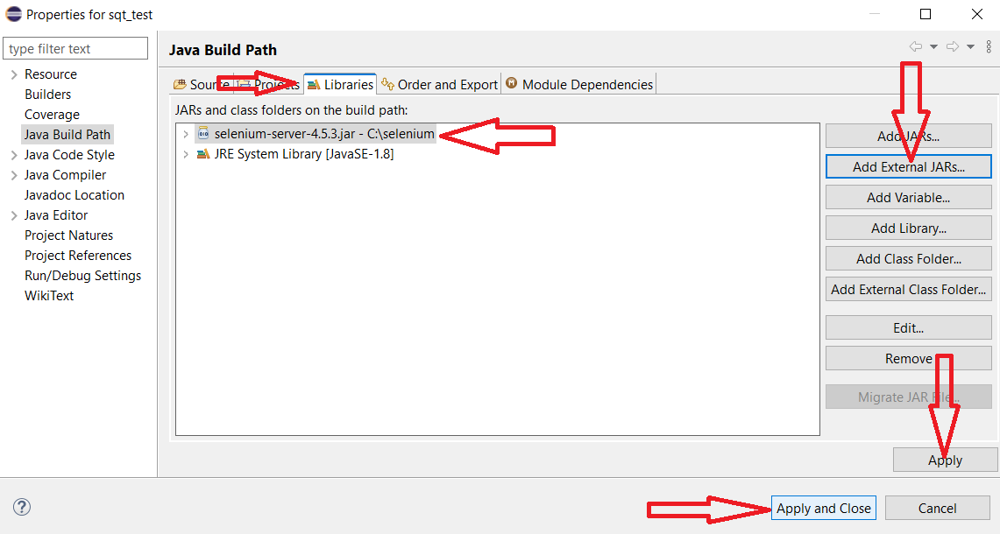 Properties for sqt_test
type filter text
Resource
Builders
Coverage
Java Build Path
Java Code Style
Java Compiler
Javadoc Location
Java Editor
Project Natures
Project References
Run/Debug Settings
WikiText
Java Build Path
Source Projects Libraries Order and Export Module Dependencies
JARs and class folders on the build path:
selenium-server-4.5.3.jar - C:\selenium
JRE System Library [JavaSE-1.8]
Add JARs...
Add External JARs...
Add Variable...
Add Library...
Add Class Folder...
Add External Class Folder...
Edit...
Remove
Migrate JAR File...
Apply
Apply and Close Cancel